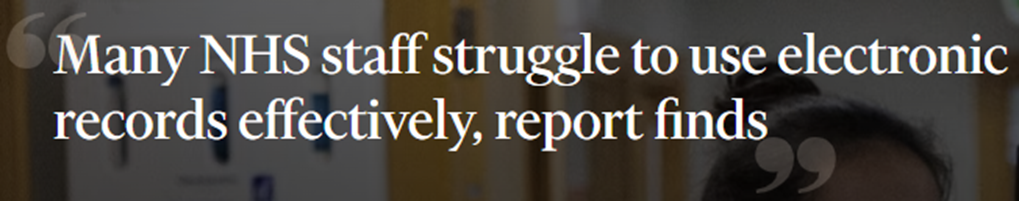 Many NHS staff struggle to use electronic
records effectively, report finds